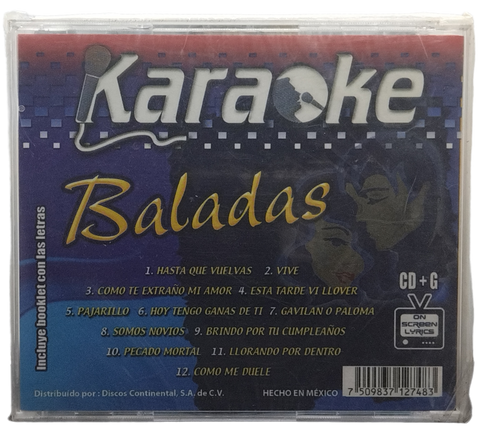 Karaoke
Baladas
1. HASTA QUE VUELVAS 2. VIVE
3. COMO TE EXTRAÑO MI AMOR 4. ESTA TARDE VI LLOVER
5. PAJARILLO 6. HOY TENGO GANAS DE TI 7. GAVILAN O PALOMA
8. SOMOS NOVIOS 9. BRINDO POR TU CUMPLEAÑOS
10. PECADO MORTAL 11. LLORANDO POR DENTRO
12. COMO ME DUELE
Incluye booklet con las letras
CD + G
ON
SCREEN
LYRICS
Distribuido por: Discos Continental, S.A. de C.V.
HECHO EN MÉXICO
7 509837 127483